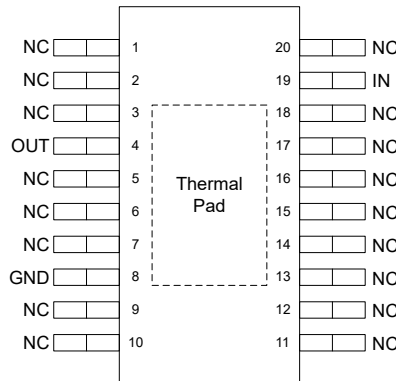 NC 1 20 NC
NC 2 19 IN
NC 3 18 NC
OUT 4 17 NC
NC 5 16 NC
NC 6 15 NC
NC 7 14 NC
GND 8 13 NC
NC 9 12 NC
NC 10 11 NC
Thermal
Pad